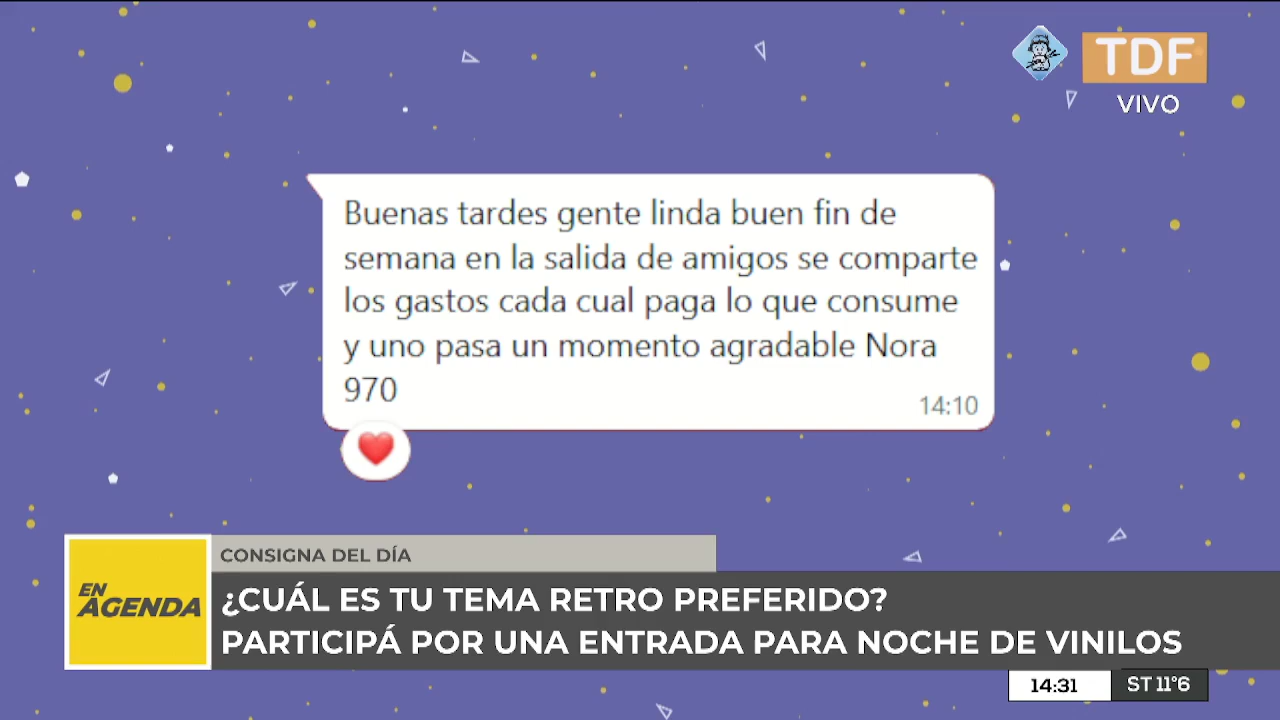 TDF
VIVO
Buenas tardes gente linda buen fin de
semana en la salida de amigos se comparte
los gastos cada cual paga lo que consume
y uno pasa un momento agradable Nora
970
14:10
CONSIGNA DEL DÍA
EN
AGENDA
¿CUÁL ES TU TEMA RETRO PREFERIDO?
PARTICIPÁ POR UNA ENTRADA PARA NOCHE DE VINILOS
14:31
ST 11°6